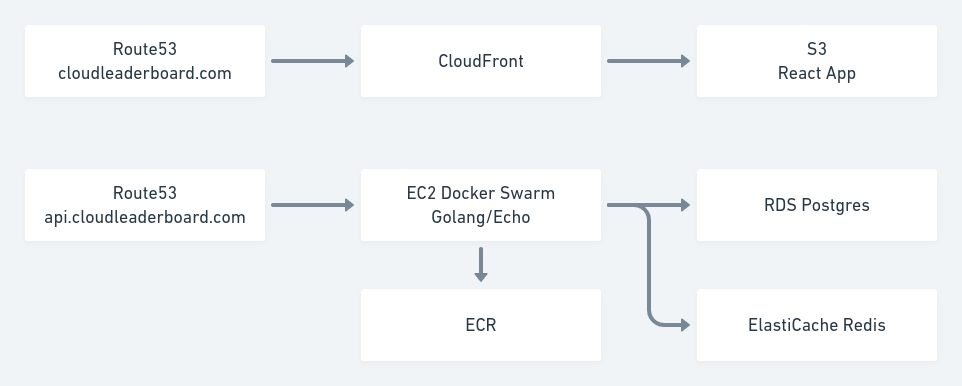 Route53
cloudleaderboard.com
CloudFront
S3
React App
Route53
api.cloudleaderboard.com
EC2 Docker Swarm
Golang/Echo
RDS Postgres
ECR
ElastiCache Redis